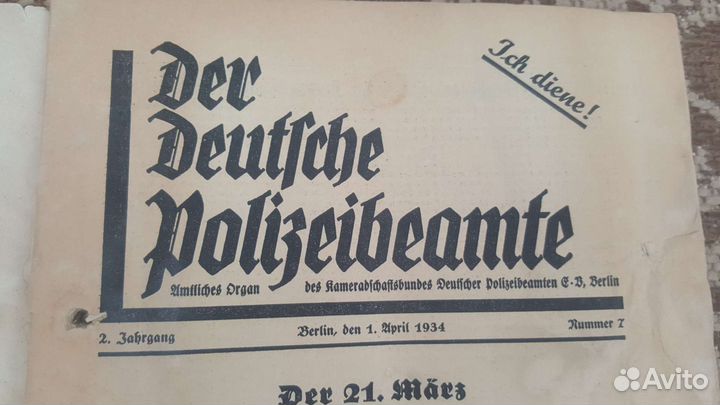 Ich diene!
Der
Deutsche
Polizeibeamte
Amtliches Organ des Kameradschaftsbundes Deutscher Polizeibeamten E-V, Berlin
2. Jahrgang Berlin, den 1. April 1934 Nummer 7
Der 21. März
Avito